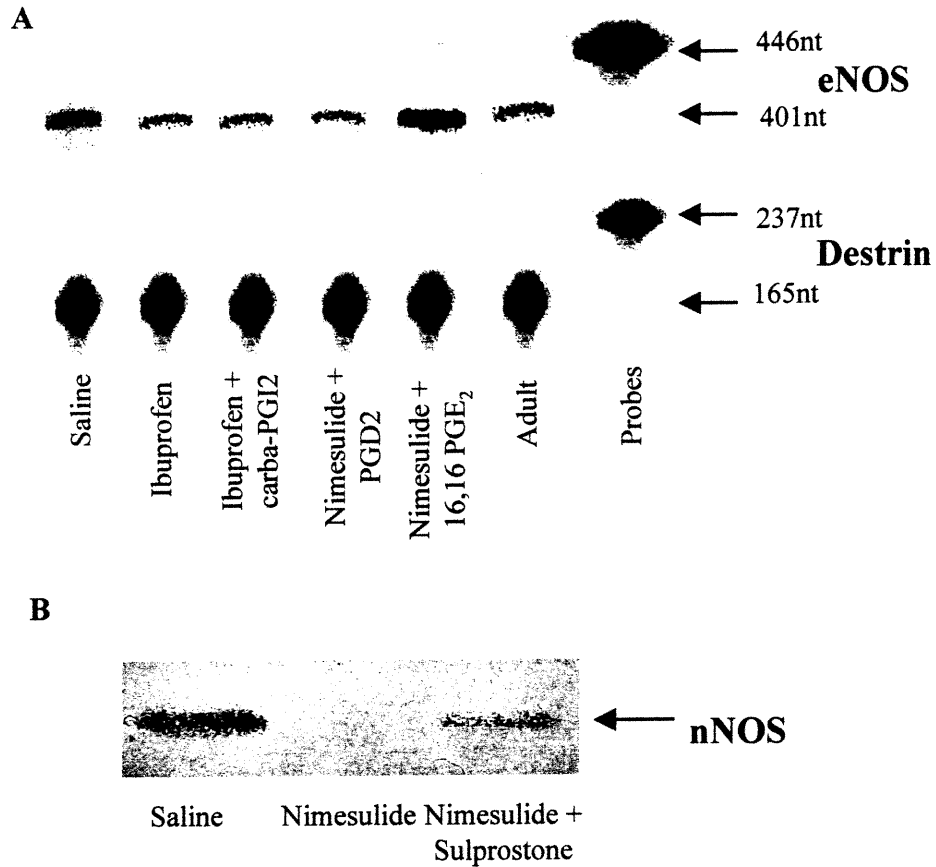 A
446nt
eNOS
401nt
237nt
Destrin
165nt
Saline
Ibuprofen
Ibuprofen +
carba-PGI2
Nimesulide +
PGD2
Nimesulide +
16,16 PGE₂
Adult
Probes
B
nNOS
Saline
Nimesulide
Nimesulide +
Sulprostone